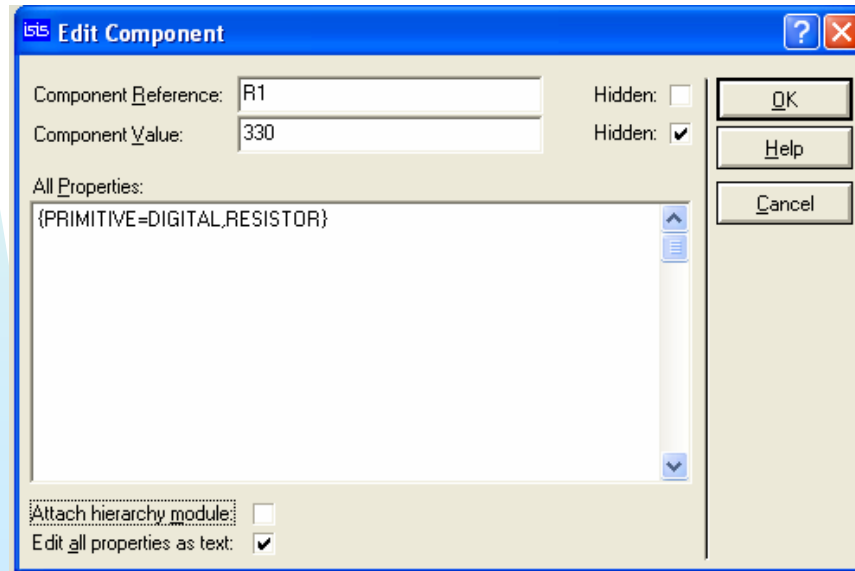 isis Edit Component
Component Reference: R1 Hidden:
OK
Component Value: 330 Hidden:
Help
All Properties:
Cancel
{PRIMITIVE=DIGITAL,RESISTOR}
Attach hierarchy module:
Edit all properties as text: